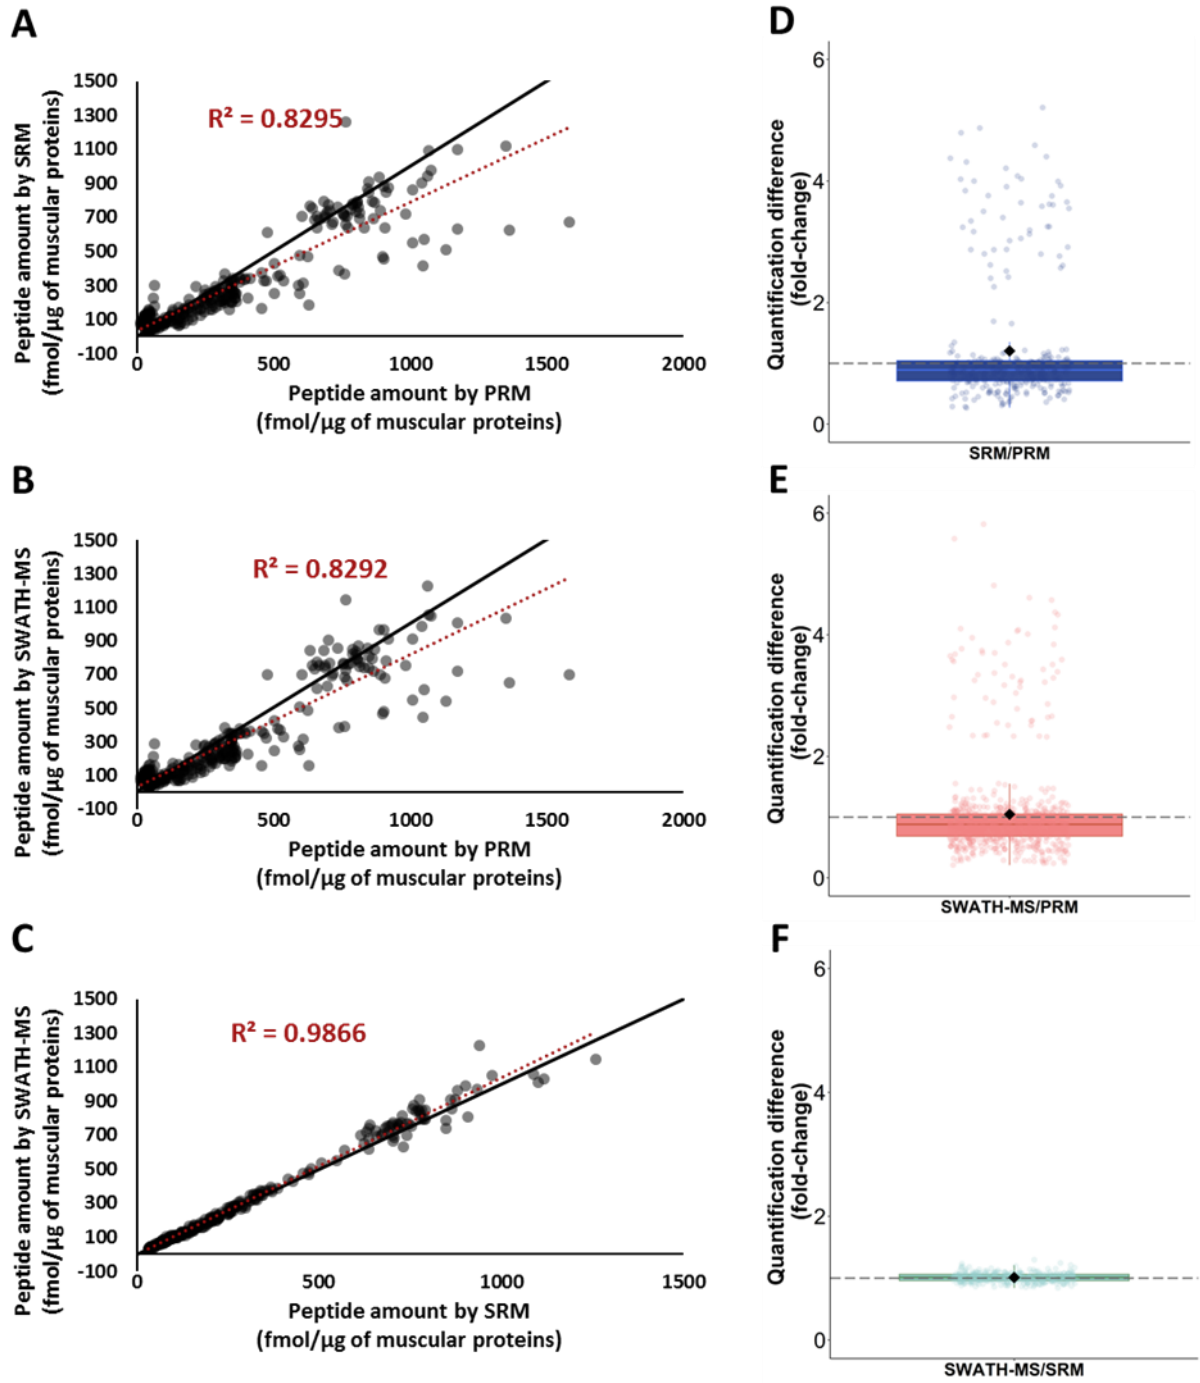 A
Peptide amount by SRM
(fmol/µg of muscular proteins)
1500
1300
1100
900
700
500
300
100
-100
R² = 0.8295
0
500
1000
1500
2000
Peptide amount by PRM
(fmol/µg of muscular proteins)
D
Quantification difference
(fold-change)
6
4
2
0
SRM/PRM
B
Peptide amount by SWATH-MS
(fmol/µg of muscular proteins)
1500
1300
1100
900
700
500
300
100
-100
R² = 0.8292
0
500
1000
1500
2000
Peptide amount by PRM
(fmol/µg of muscular proteins)
E
Quantification difference
(fold-change)
6
4
2
0
SWATH-MS/PRM
C
Peptide amount by SWATH-MS
(fmol/µg of muscular proteins)
1500
1300
1100
900
700
500
300
100
-100
R² = 0.9866
0
500
1000
1500
Peptide amount by SRM
(fmol/µg of muscular proteins)
F
Quantification difference
(fold-change)
6
4
2
0
SWATH-MS/SRM